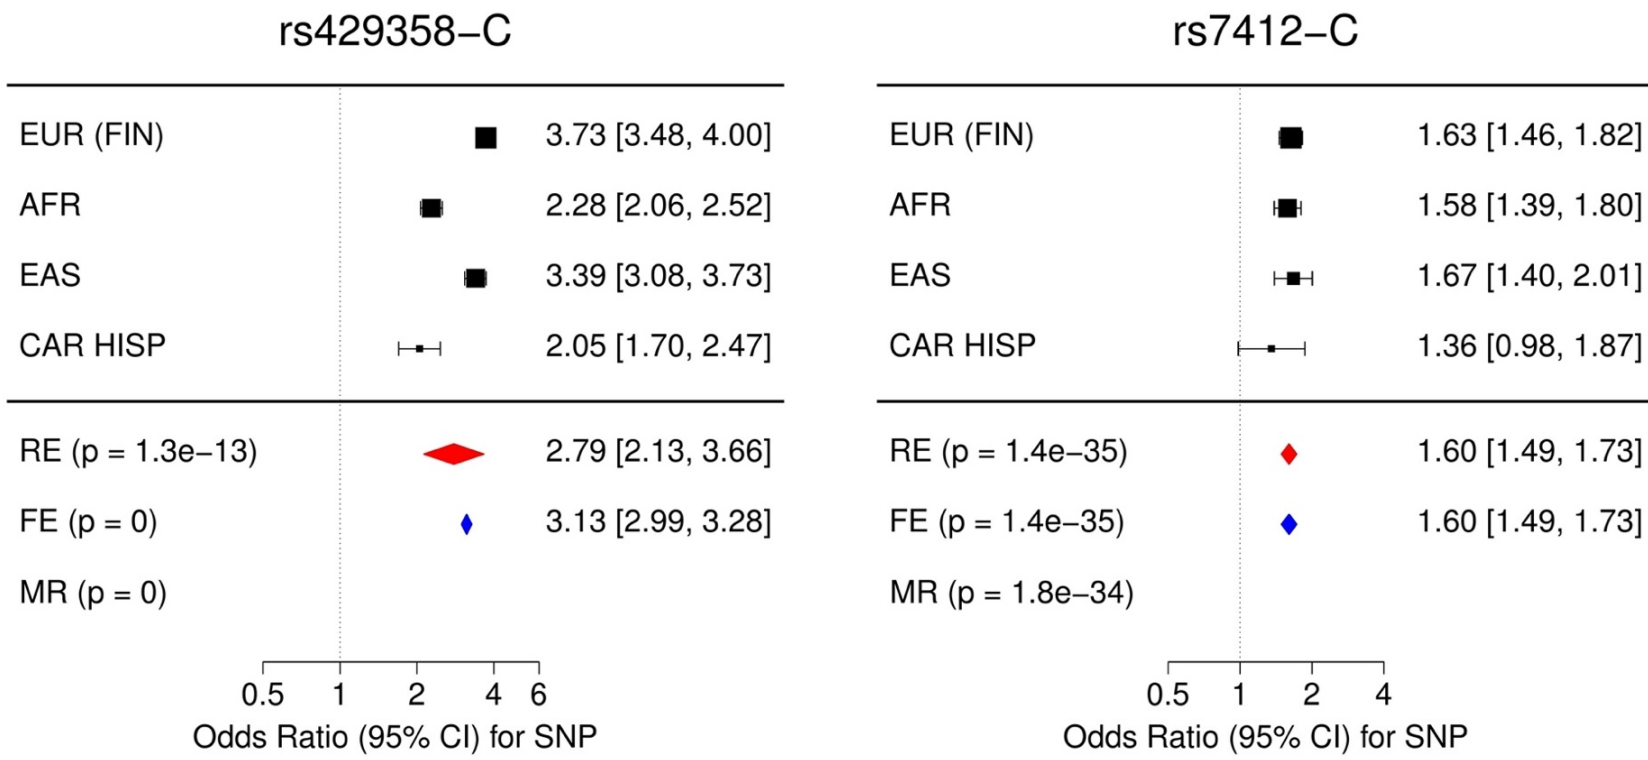 rs429358−C
EUR (FIN) 3.73 [3.48, 4.00]
AFR 2.28 [2.06, 2.52]
EAS 3.39 [3.08, 3.73]
CAR HISP 2.05 [1.70, 2.47]
RE (p = 1.3e−13) 2.79 [2.13, 3.66]
FE (p = 0) 3.13 [2.99, 3.28]
MR (p = 0)
0.5 1 2 4 6
Odds Ratio (95% CI) for SNP
rs7412−C
EUR (FIN) 1.63 [1.46, 1.82]
AFR 1.58 [1.39, 1.80]
EAS 1.67 [1.40, 2.01]
CAR HISP 1.36 [0.98, 1.87]
RE (p = 1.4e−35) 1.60 [1.49, 1.73]
FE (p = 1.4e−35) 1.60 [1.49, 1.73]
MR (p = 1.8e−34)
0.5 1 2 4
Odds Ratio (95% CI) for SNP